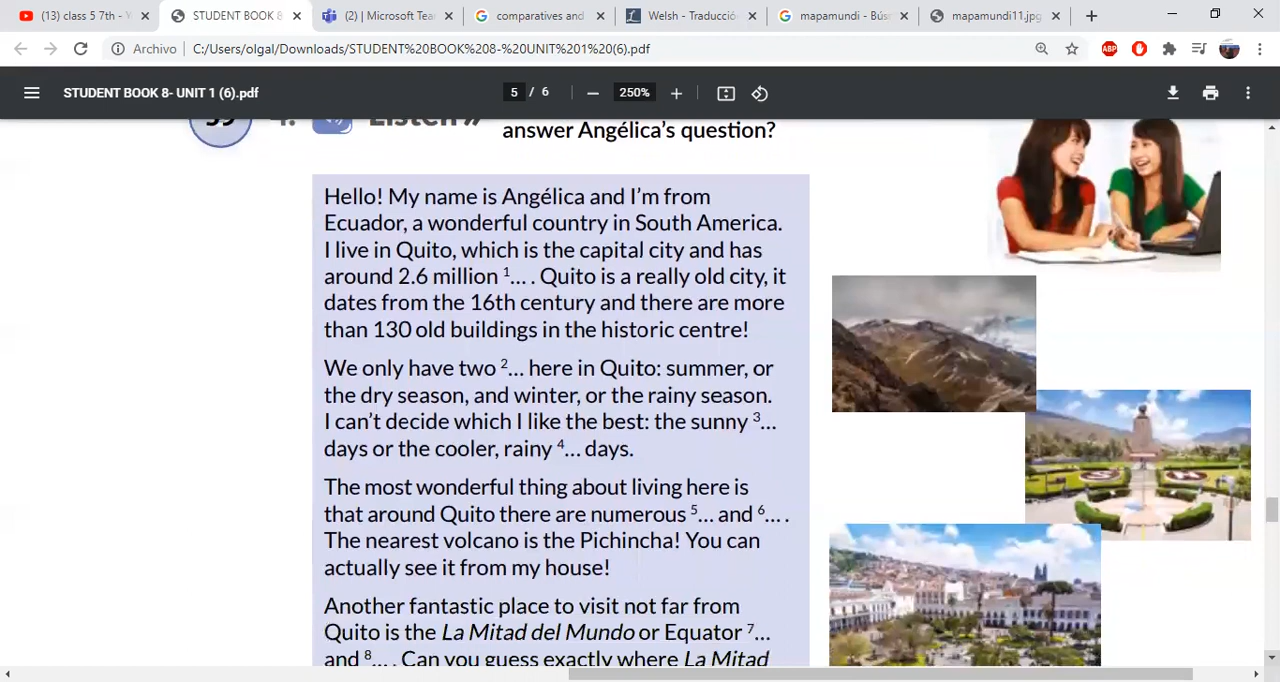 (13) class 5 7th - Y
STUDENT BOOK 8
(2) | Microsoft Tea
comparatives and
Welsh - Traducció
mapamundi - Bús
mapamundi11.jpg
Archivo | C:/Users/olgal/Downloads/STUDENT%20BOOK%208-%20UNIT%201%20(6).pdf
ABP
STUDENT BOOK 8- UNIT 1 (6).pdf
5 / 6
250%
4. Listen
answer Angélica's question?
Hello! My name is Angélica and I'm from
Ecuador, a wonderful country in South America.
I live in Quito, which is the capital city and has
around 2.6 million 1... . Quito is a really old city, it
dates from the 16th century and there are more
than 130 old buildings in the historic centre!
We only have two 2... here in Quito: summer, or
the dry season, and winter, or the rainy season.
I can't decide which I like the best: the sunny 3...
days or the cooler, rainy 4... days.
The most wonderful thing about living here is
that around Quito there are numerous 5... and 6... .
The nearest volcano is the Pichincha! You can
actually see it from my house!
Another fantastic place to visit not far from
Quito is the La Mitad del Mundo or Equator 7...
and 8... . Can you guess exactly where La Mitad